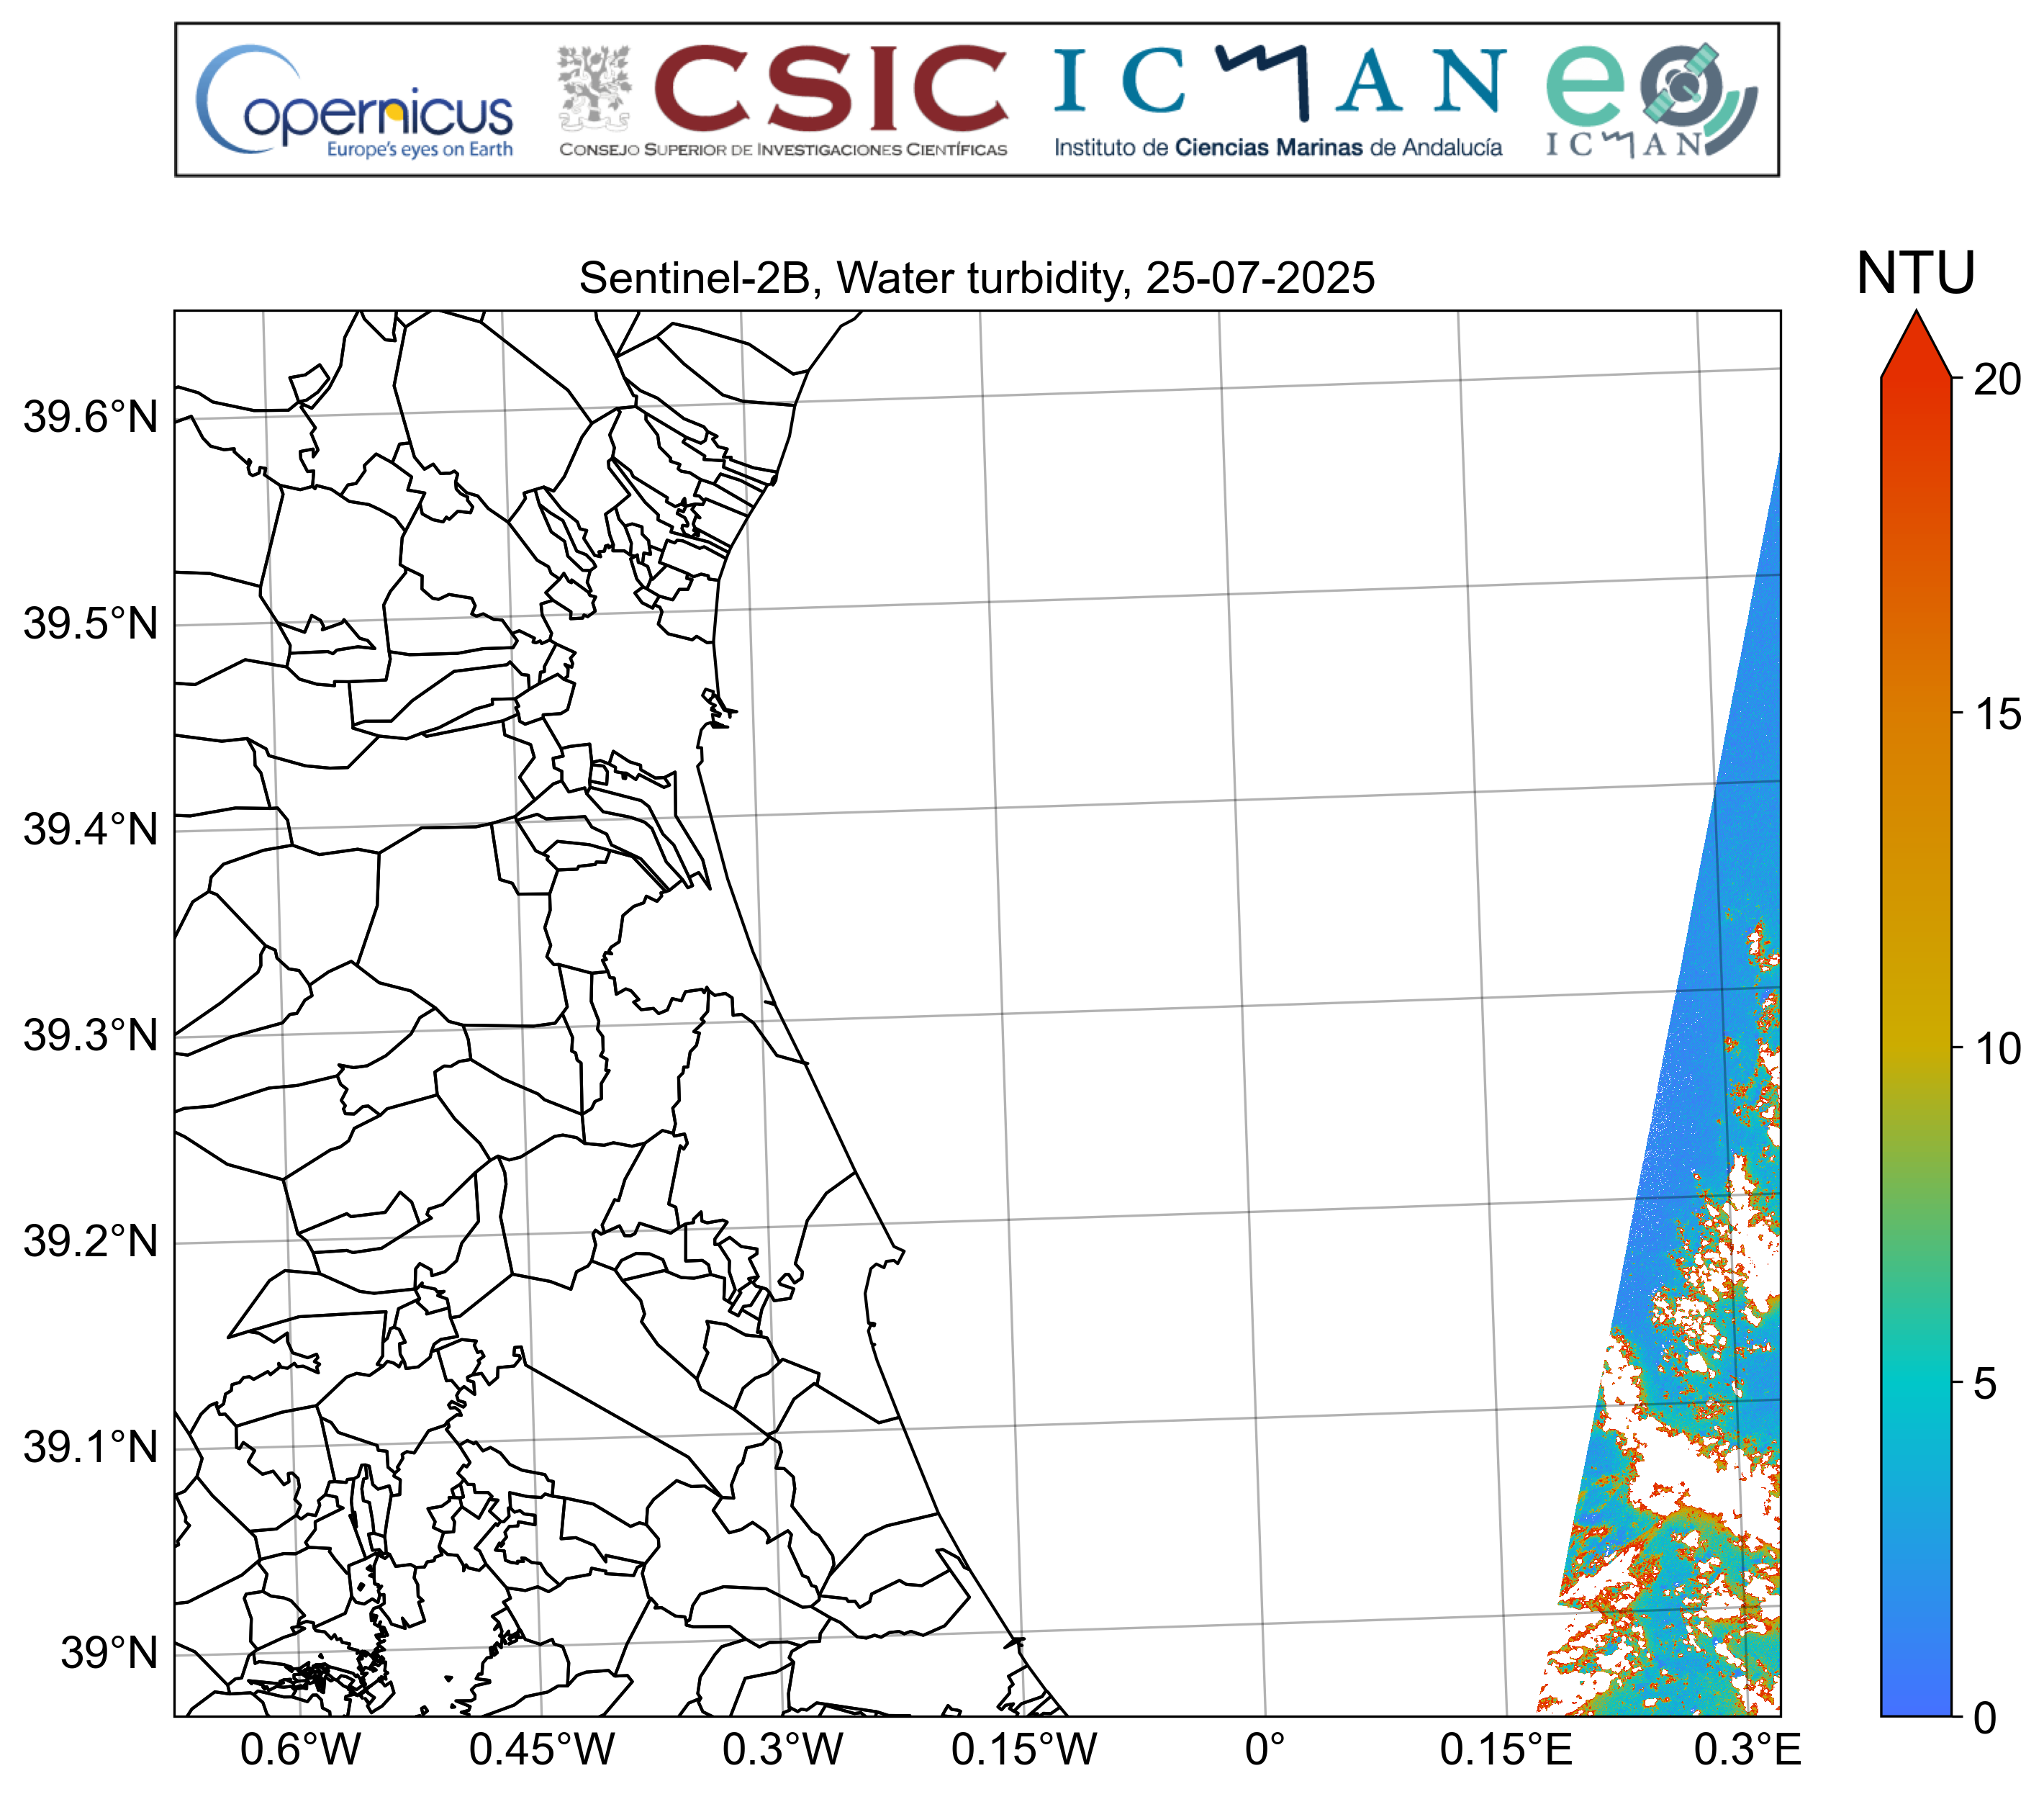 Copernicus
Europe's eyes on Earth
CSIC
CONSEJO SUPERIOR DE INVESTIGACIONES CIENTÍFICAS
ICMAN
Instituto de Ciencias Marinas de Andalucía
eo
ICMAN
Sentinel-2B, Water turbidity, 25-07-2025
NTU
39.6°N
39.5°N
39.4°N
39.3°N
39.2°N
39.1°N
39°N
0.6°W 0.45°W 0.3°W 0.15°W 0° 0.15°E 0.3°E
20
15
10
5
0